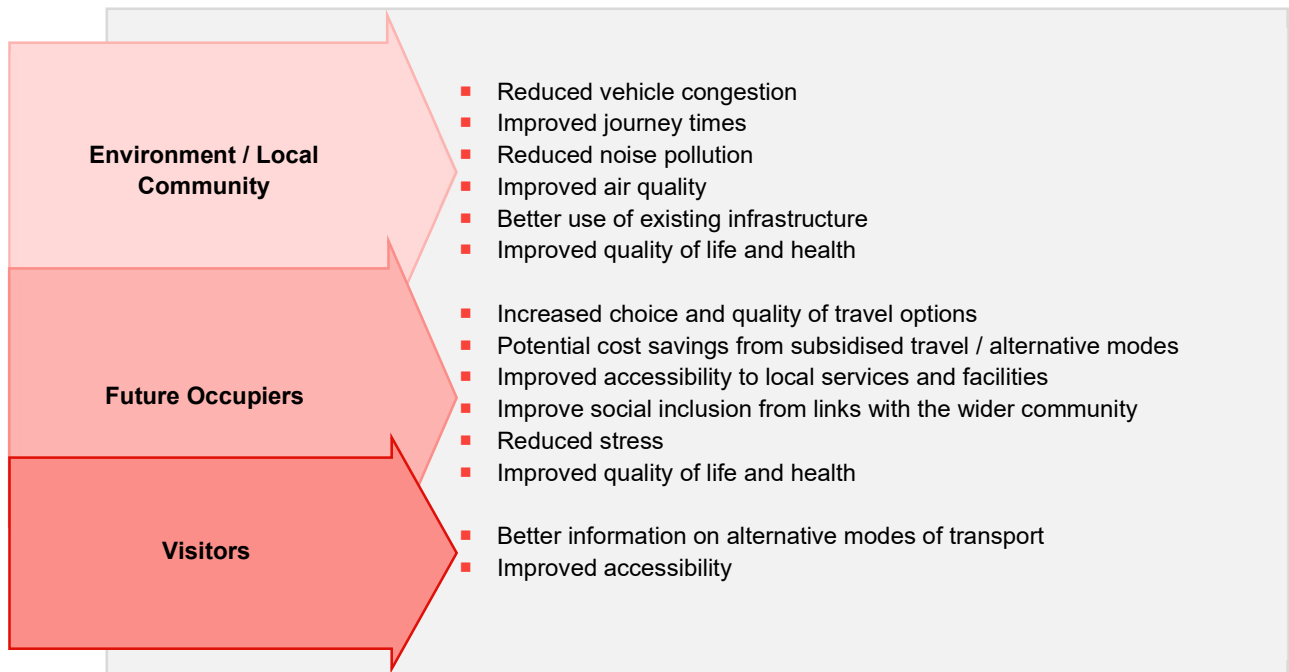 Environment / Local
Community
▪ Reduced vehicle congestion
▪ Improved journey times
▪ Reduced noise pollution
▪ Improved air quality
▪ Better use of existing infrastructure
▪ Improved quality of life and health
Future Occupiers
▪ Increased choice and quality of travel options
▪ Potential cost savings from subsidised travel / alternative modes
▪ Improved accessibility to local services and facilities
▪ Improve social inclusion from links with the wider community
▪ Reduced stress
▪ Improved quality of life and health
Visitors
▪ Better information on alternative modes of transport
▪ Improved accessibility